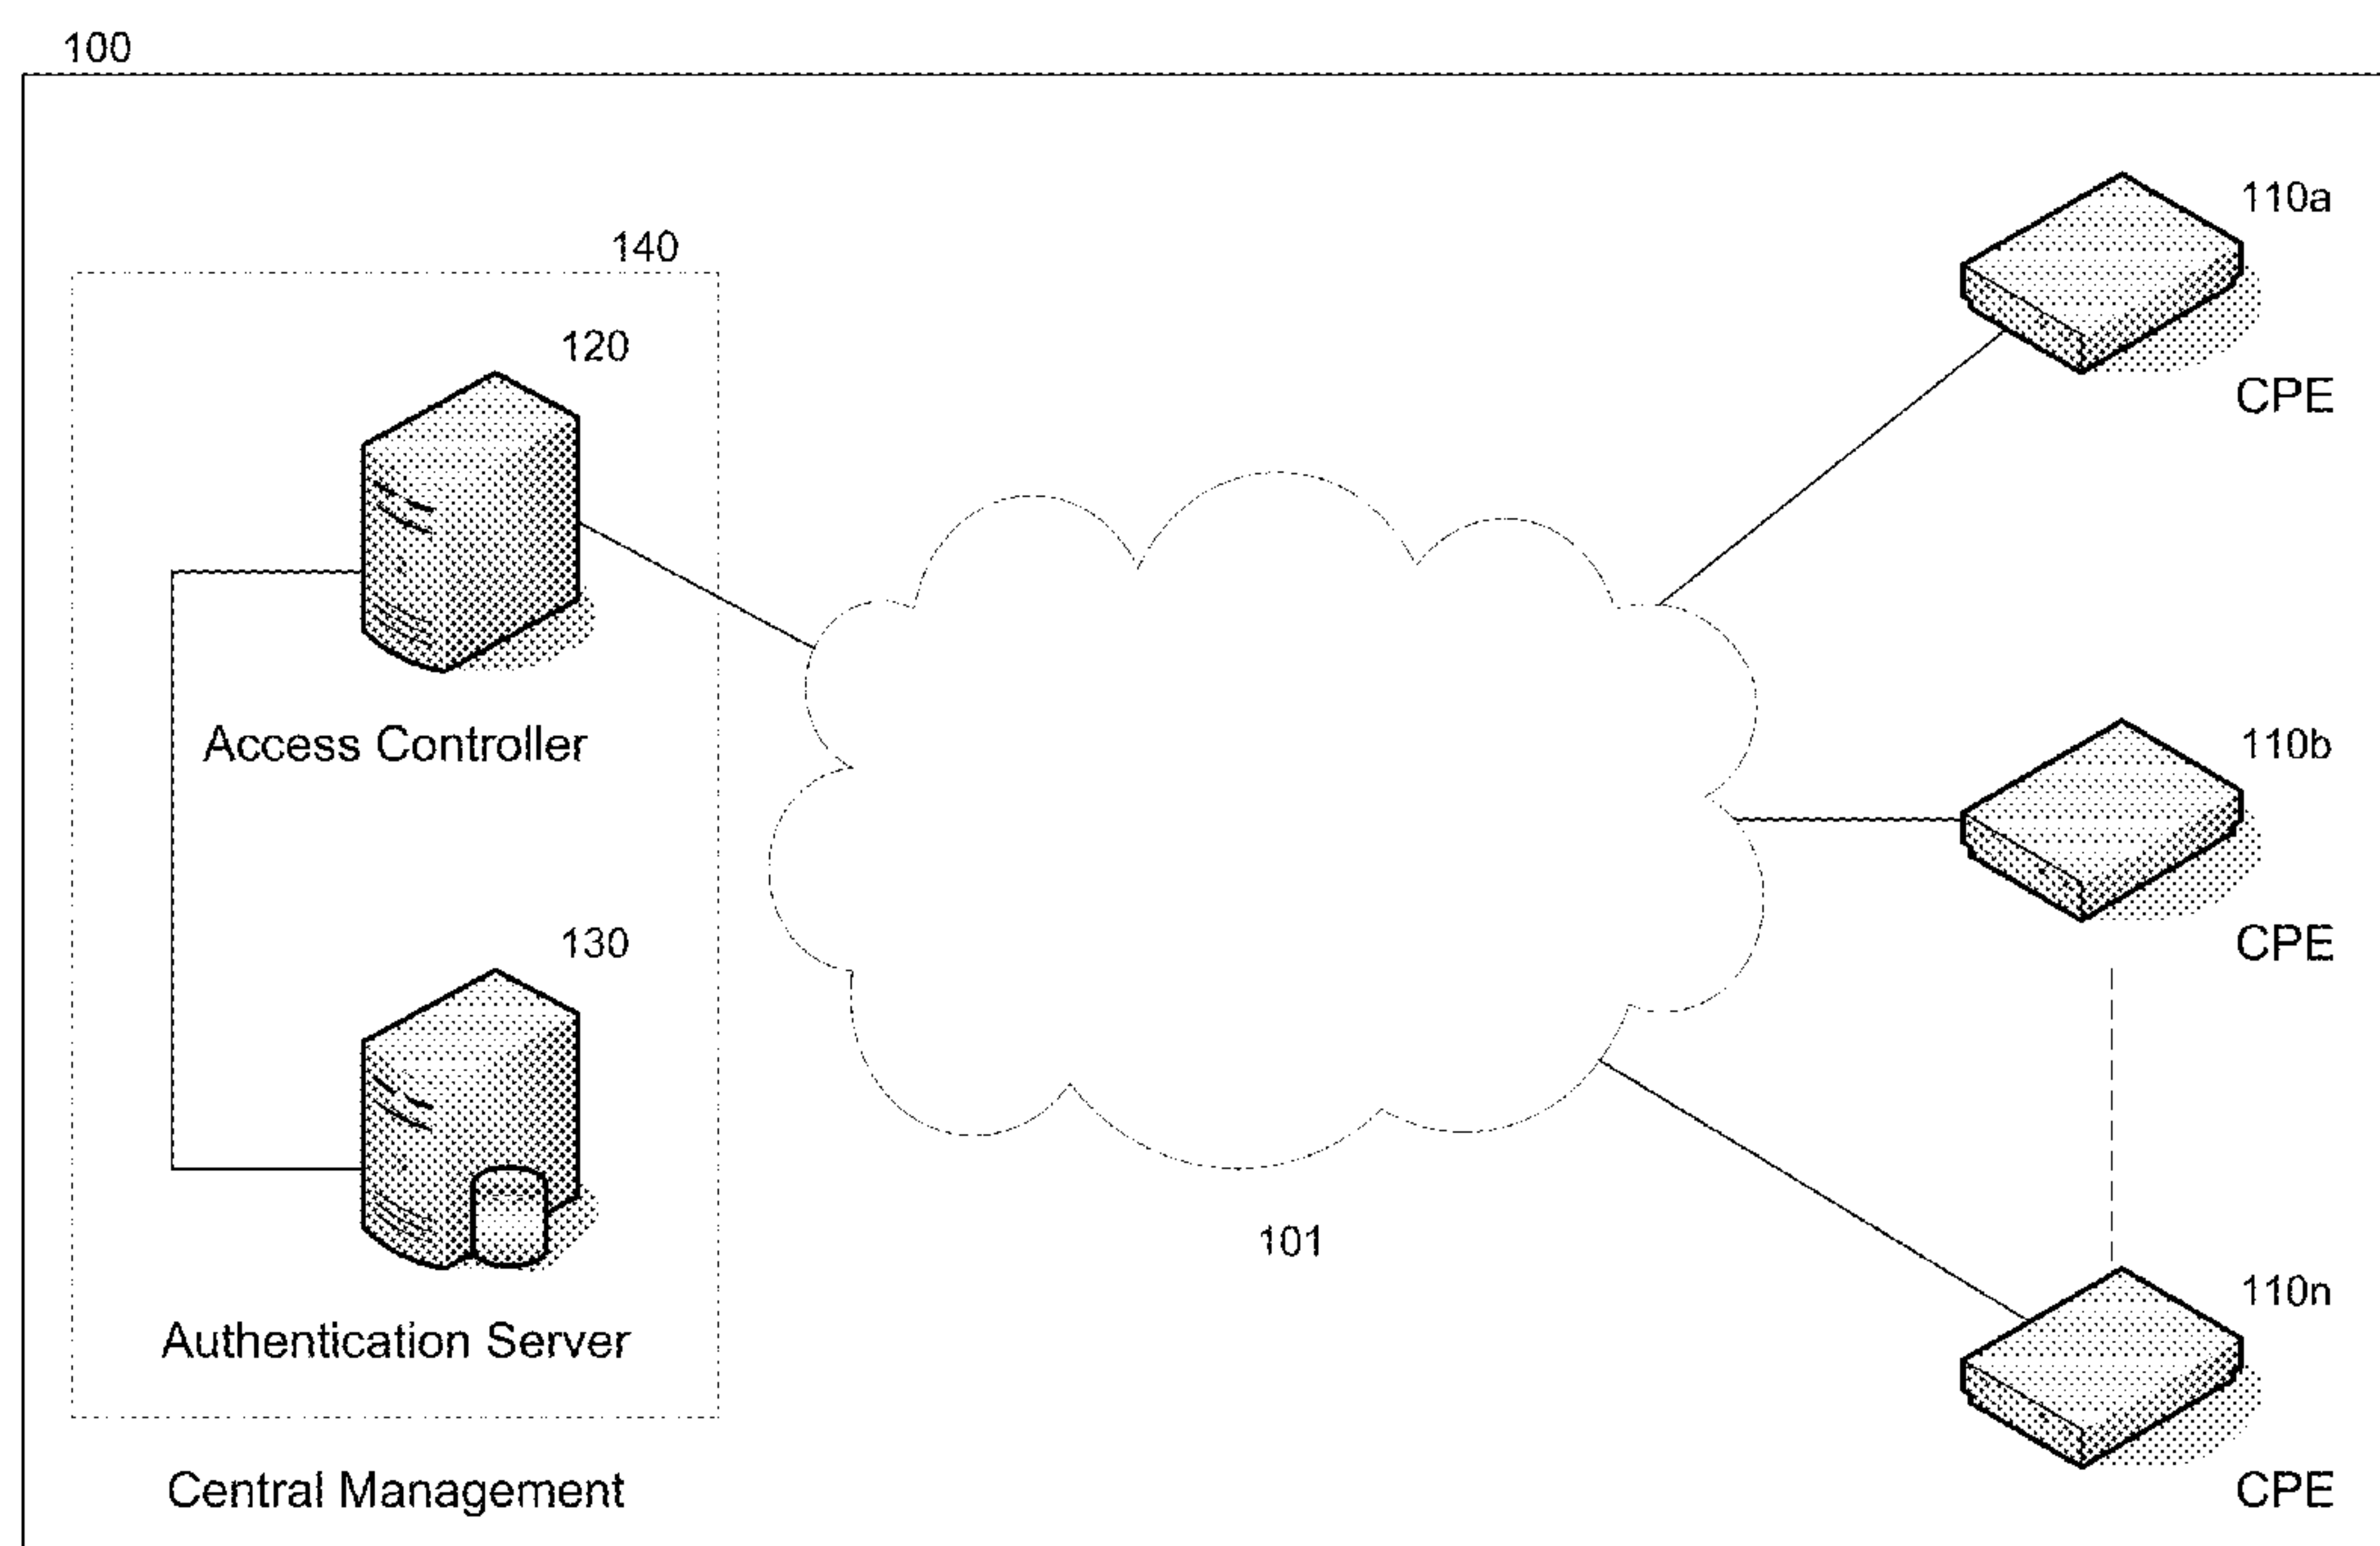 100
110a
140
120
CPE
Access Controller
110b
130
CPE
101
110n
Authentication Server
Central Management
CPE